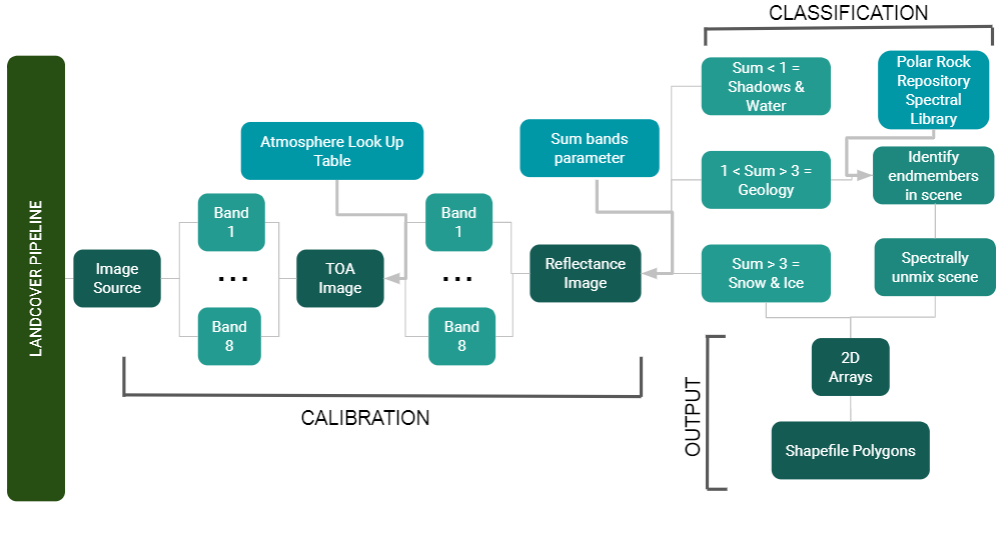 LANDCOVER PIPELINE
Image
Source
Band
1
...
Band
8
Atmosphere Look Up
Table
TOA
Image
Band
1
...
Band
8
CALIBRATION
Sum bands
parameter
Reflectance
Image
CLASSIFICATION
Sum < 1 =
Shadows &
Water
1 < Sum > 3 =
Geology
Sum > 3 =
Snow & Ice
Polar Rock
Repository
Spectral
Library
Identify
endmembers
in scene
Spectrally
unmix scene
OUTPUT
2D
Arrays
Shapefile Polygons